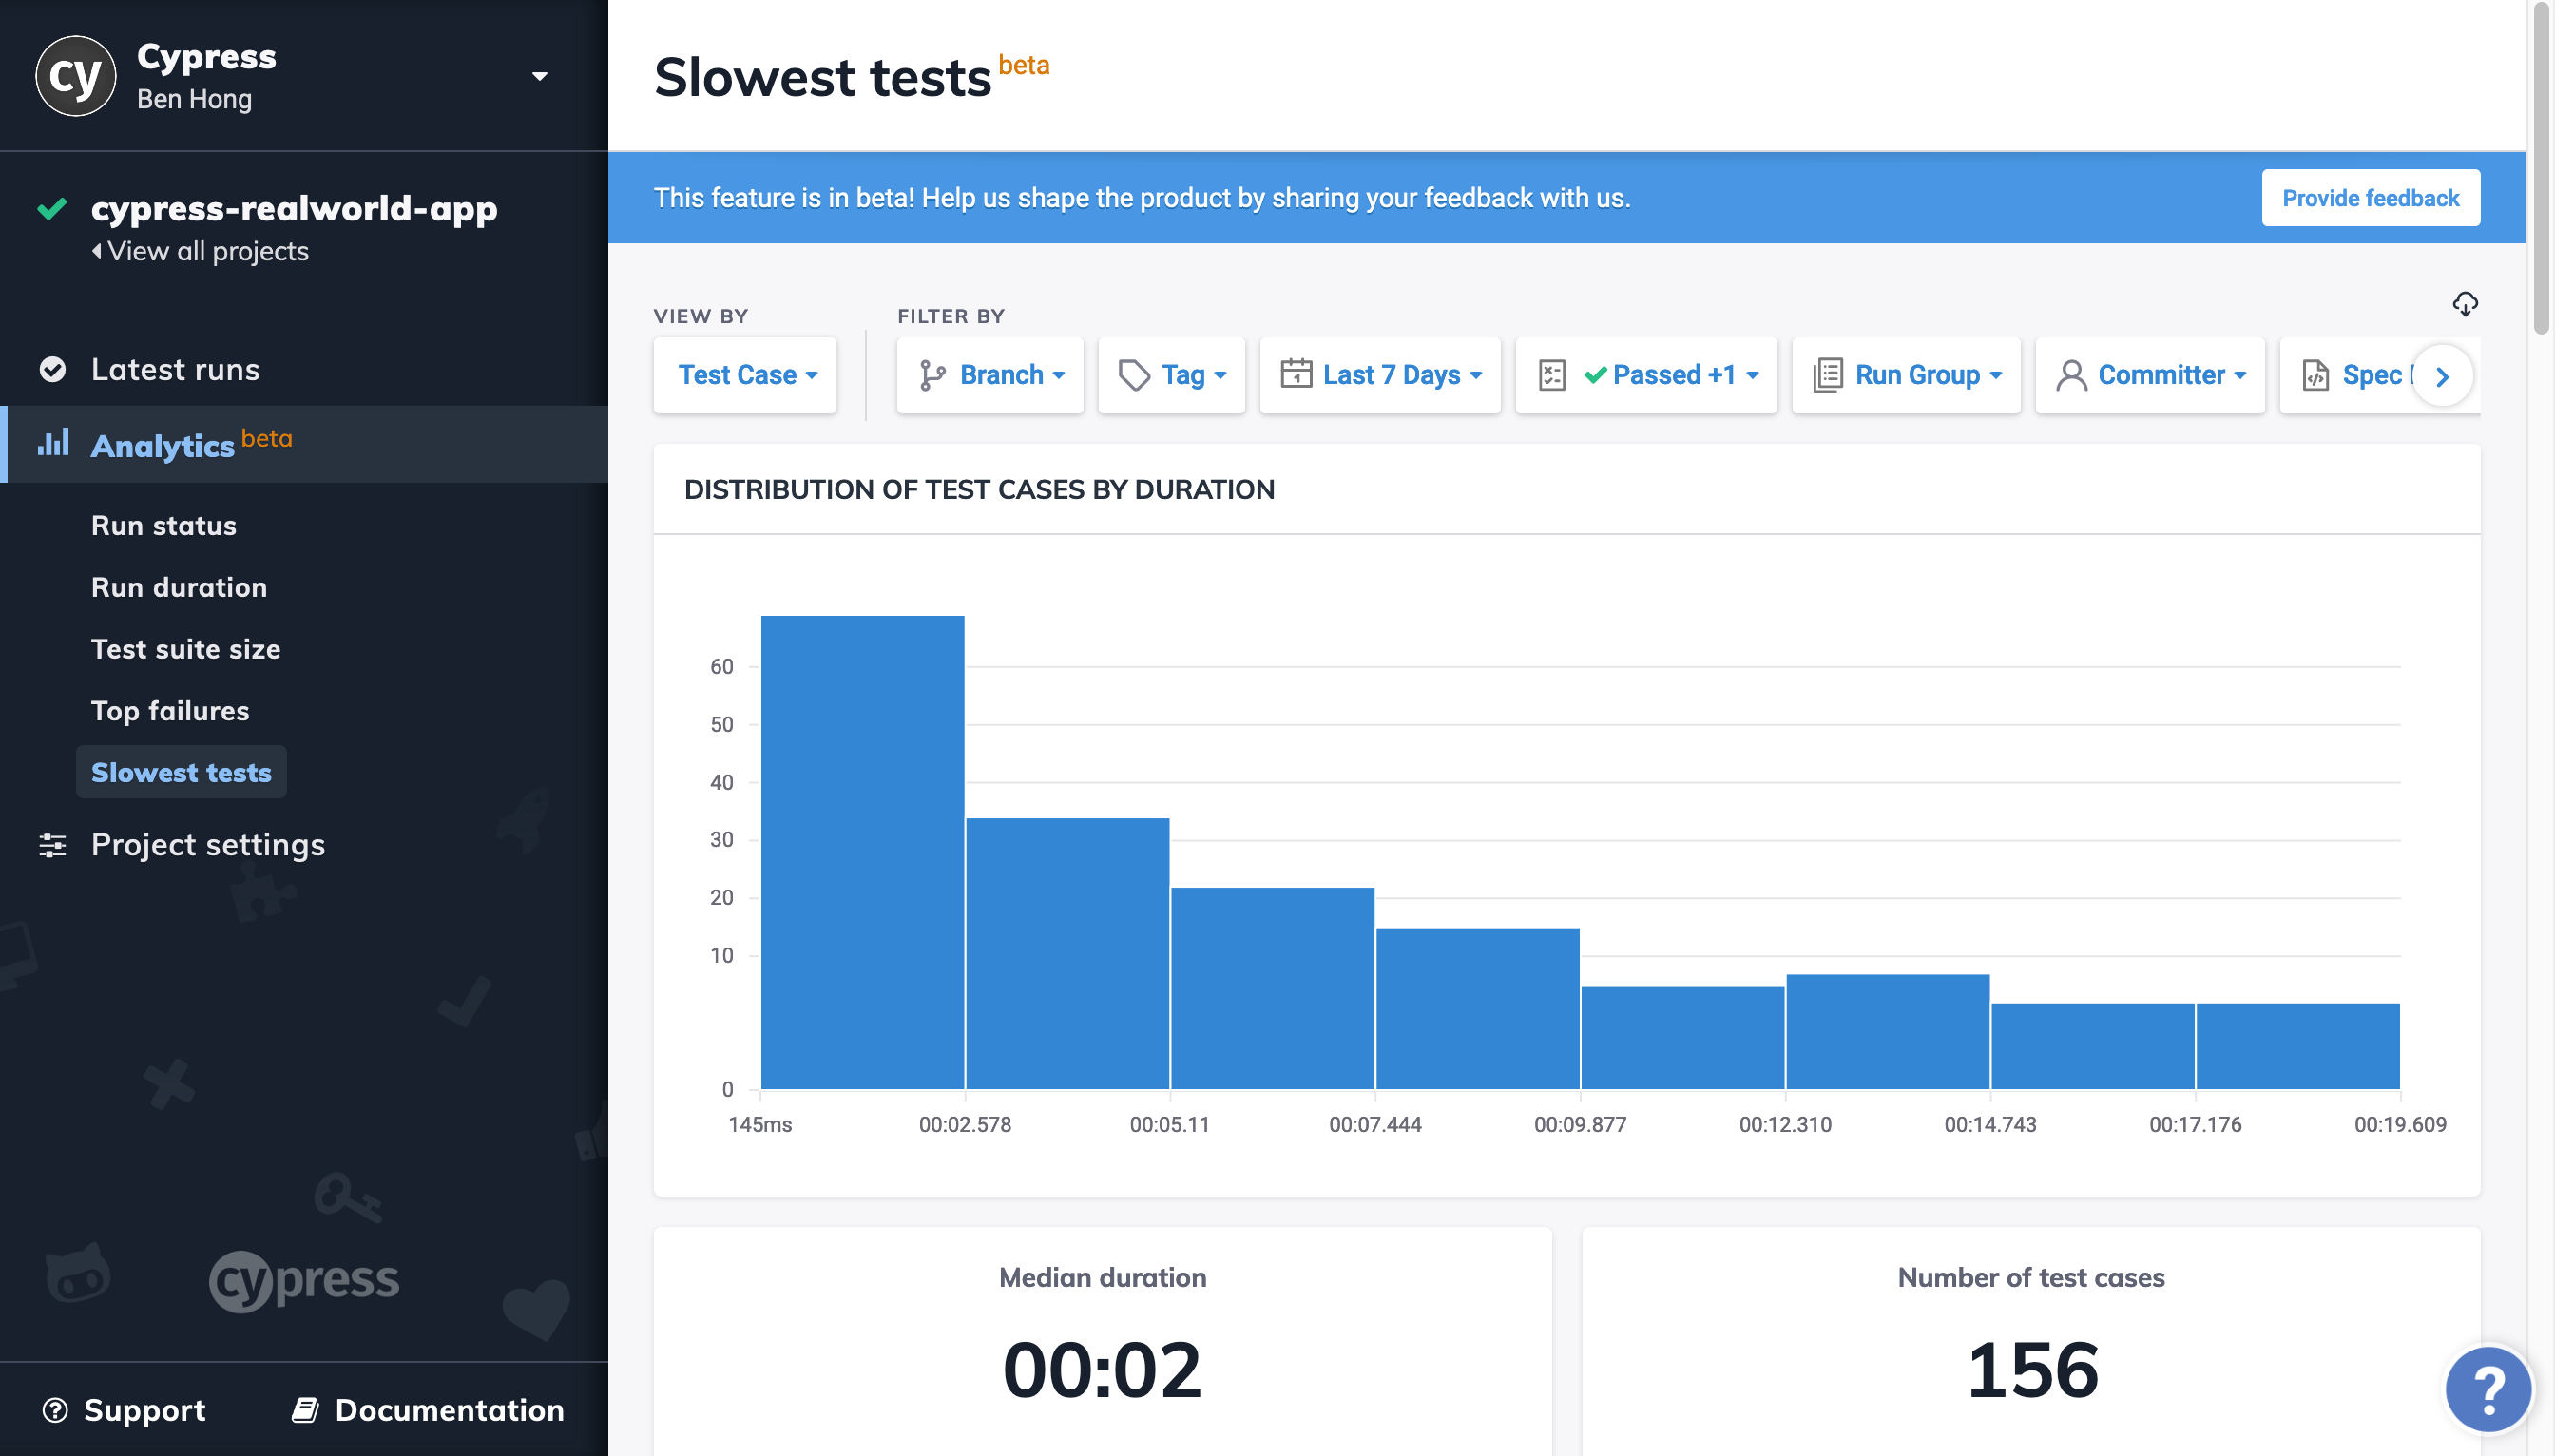 cy
Cypress
Ben Hong
cypress-realworld-app
View all projects
Latest runs
Analytics beta
Run status
Run duration
Test suite size
Top failures
Slowest tests
Project settings
cypress
Support
Documentation
Slowest tests beta
This feature is in beta! Help us shape the product by sharing your feedback with us.
Provide feedback
VIEW BY
FILTER BY
Test Case
Branch
Tag
1
Last 7 Days
Passed +1
Run Group
Committer
Spec
DISTRIBUTION OF TEST CASES BY DURATION
60
50
40
30
20
10
0
145ms 00:02.578 00:05.11 00:07.444 00:09.877 00:12.310 00:14.743 00:17.176 00:19.609
Median duration
00:02
Number of test cases
156
?